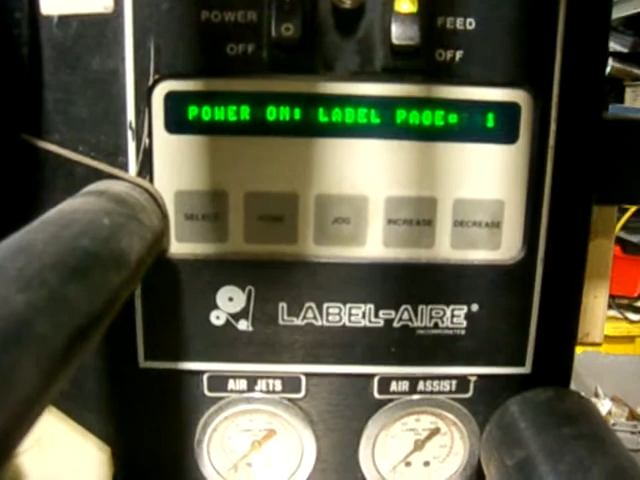 POWER
OFF
FEED
OFF
POWER ON: LABEL PAGE= 1
SELECT
HOME
JOG
INCREASE
DECREASE
LABEL-AIRE®
INCORPORATED
AIR JETS
AIR ASSIST